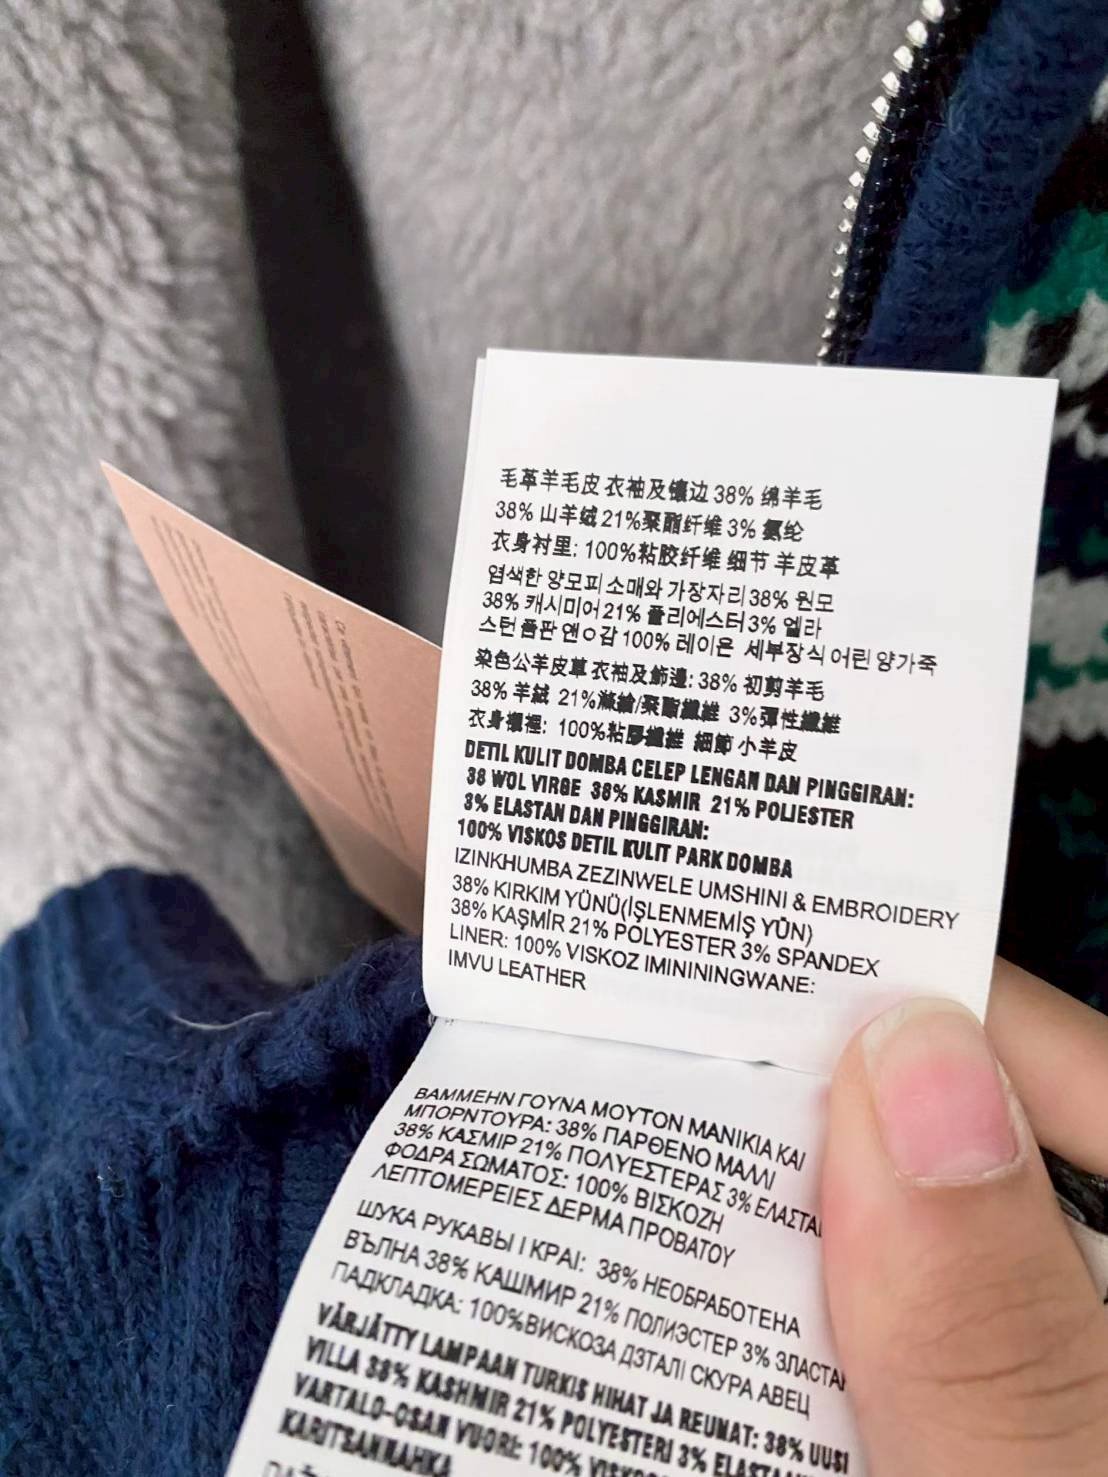 毛革羊毛皮 衣袖及镶边 38% 绵羊毛
38% 山羊绒 21%聚酯纤维 3% 氨纶
衣身衬里: 100%粘胶纤维 细节 羊皮革
염색한 양모피 소매와 가장자리 38% 원모
38% 캐시미어 21% 폴리에스터 3% 엘라
스턴 몸판 앤ㅇ감 100% 레이욘 세부장식 어린 양가죽
染色公羊皮草 衣袖及飾邊: 38% 初剪羊毛
38% 羊絨 21%滌綸/聚酯纖維 3%彈性纖維
衣身襯裡: 100%粘膠纖維 細節 小羊皮
DETIL KULIT DOMBA CELEP LENGAN DAN PINGGIRAN:
38 WOL VIRGE 38% KASMIR 21% POLIESTER
3% ELASTAN DAN PINGGIRAN:
100% VISKOS DETIL KULIT PARK DOMBA
IZINKHUMBA ZEZINWELE UMSHINI & EMBROIDERY
38% KIRKIM YÜNÜ(İŞLENMEMİŞ YÜN)
38% KAŞMİR 21% POLYESTER 3% SPANDEX
LINER: 100% VISKOZ IMINININGWANE:
IMVU LEATHER
ΒΑΜΜΕΗΝ ΓΟΥΝΑ ΜΟΥΤΟΝ ΜΑΝΙΚΙΑ ΚΑΙ
ΜΠΟΡΝΤΟΥΡΑ: 38% ΠΑΡΘΕΝΟ ΜΑΛΛΙ
38% ΚΑΣΜΙΡ 21% ΠΟΛΥΕΣΤΕΡΑΣ 3% ΕΛΑΣΤΑ
ΦΟΔΡΑ ΣΩΜΑΤΟΣ: 100% ΒΙΣΚΟΖΗ
ΛΕΠΤΟΜΕΡΕΙΕΣ ΔΕΡΜΑ ΠΡΟΒΑΤΟΥ
ШУКА РУКАВЫ І КРАІ: 38% НЕОБРАБОТЕНА
ВЪЛНА 38% КАШМИР 21% ПОЛИЭСТЕР 3% ЗЛАСТАН
ПАДКЛАДКА: 100%ВИСКОЗА ДЗТАЛІ СКУРА АВЕЦ
VÄRJÄTTY LAMPAAN TURKIS HIHAT JA REUNAT: 38% UUSI
VILLA 38% KASHMIR 21% POLYESTERI 3% ELASTAA
VARTALO-OSAN VUORI: 100% VISKO
KARITSANNAHKA